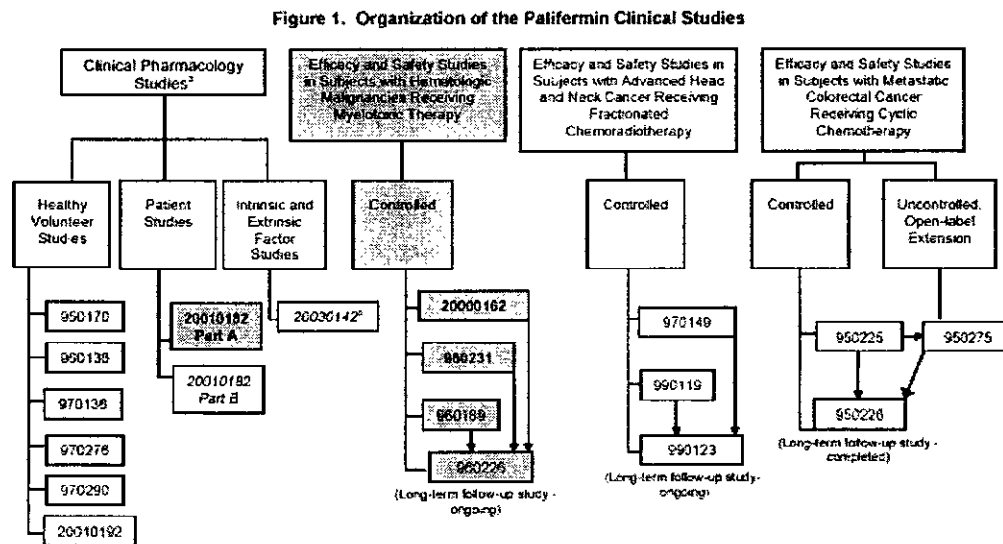 Figure 1. Organization of the Palifermin Clinical Studies
Clinical Pharmacology
Studies
Efficacy and Safety Studies
in Subjects with Hematologic
Malignancies Receiving
Myelotoxic Therapy
Efficacy and Safety Studies in
Subjects with Advanced Head
and Neck Cancer Receiving
Fractionated
Chemoradiotherapy
Efficacy and Safety Studies
in Subjects with Metastatic
Colorectal Cancer
Receiving Cyclic
Chemotherapy
Healthy
Volunteer
Studies
Patient
Studies
Intrinsic and
Extrinsic
Factor
Studies
Controlled
Controlled
Controlled
Uncontrolled,
Open-label
Extension
950170
970136
970276
970290
20010192
20010182
Part A
20010182
Part B
20030142
20000162
980231
960189
960226
(Long-term follow-up study -
ongoing)
970149
990119
990123
(Long-term follow-up study-
ongoing)
950225
950275
950226
(Long-term follow-up study -
completed)